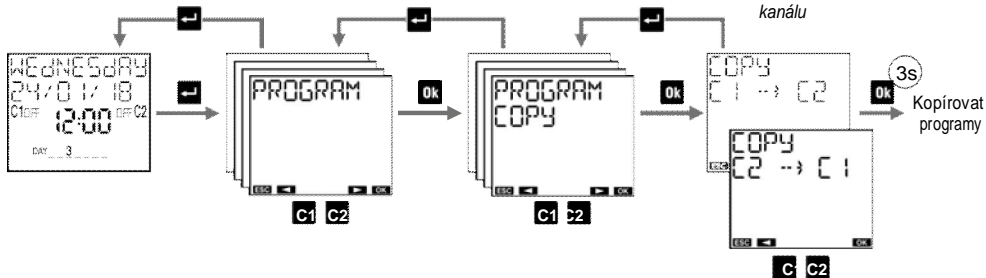 kanálu
WEdNESdAY
24/01/18
C1 OFF 12:00 OFF C2
DAY 3
PROGRAM
ESC OK
C1 C2
Ok
PROGRAM
COPY
ESC OK
C1 C2
Ok
COPY
C1 --> C2
ESC
COPY
C2 --> C1
ESC OK
C C2
Ok
3s
Kopírovat
programy